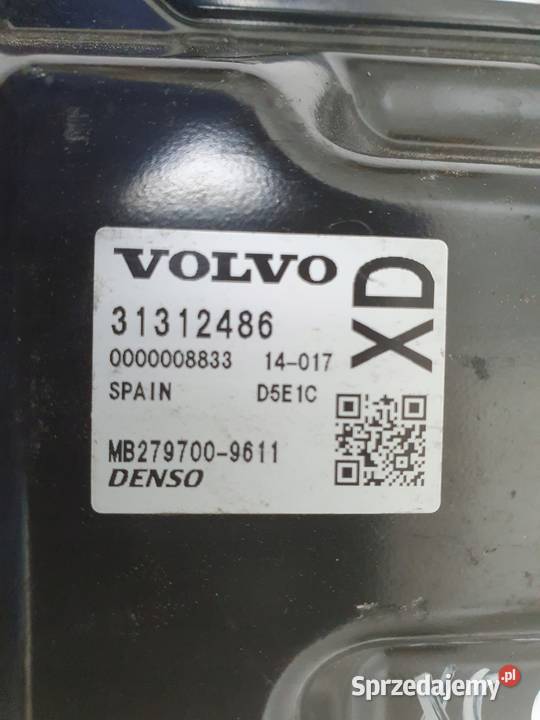 VOLVO
XD
31312486
0000008833 14-017
SPAIN D5E1C
MB279700-9611
DENSO
Sprzedajemy.pl